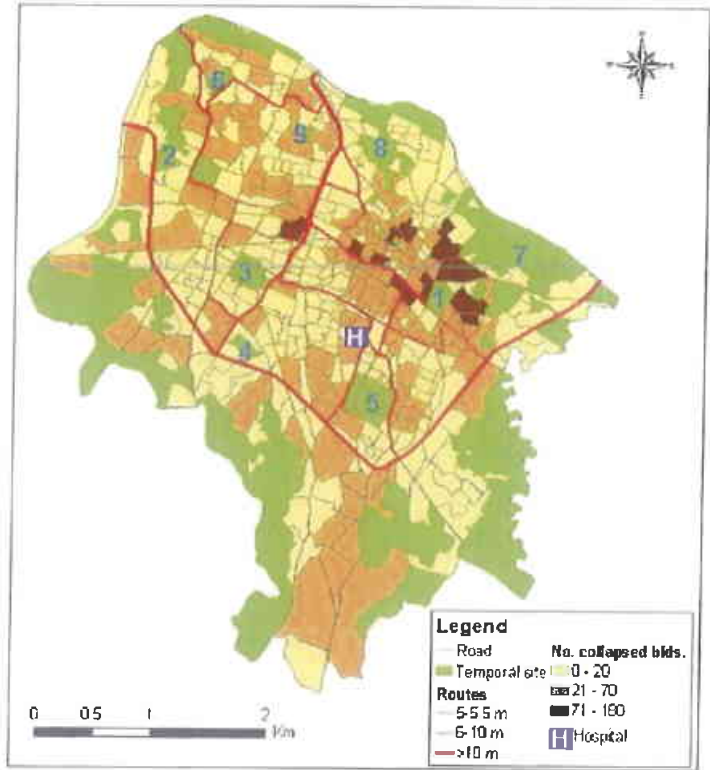 6
9
2
8
7
3
1
H
4
5
Legend
Road
Temporal site
Routes
5-5.5 m
6-10 m
>10 m
No. collapsed blds.
0 - 20
21 - 70
71 - 180
H Hospital
0 0.5 1 2
Km